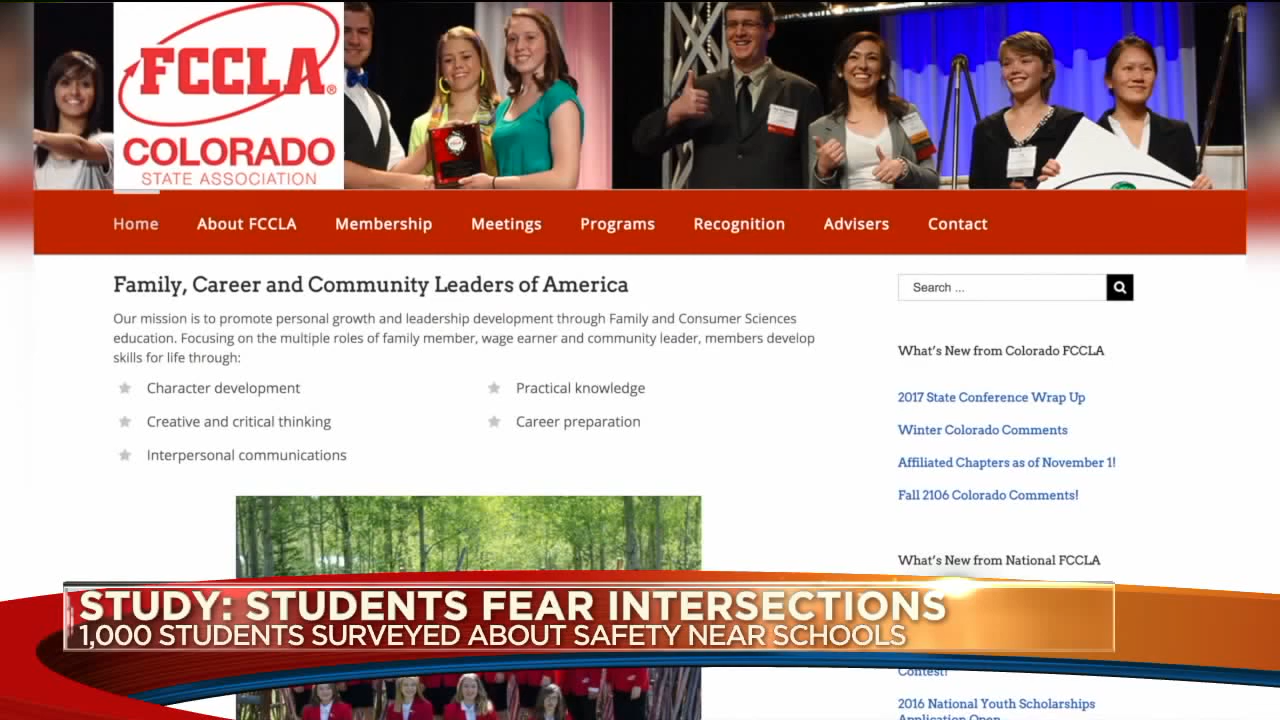 FCCLA®
COLORADO
STATE ASSOCIATION
Home About FCCLA Membership Meetings Programs Recognition Advisers Contact
Family, Career and Community Leaders of America
Our mission is to promote personal growth and leadership development through Family and Consumer Sciences
education. Focusing on the multiple roles of family member, wage earner and community leader, members develop
skills for life through:
Character development
Practical knowledge
Creative and critical thinking
Career preparation
Interpersonal communications
Search ...
What's New from Colorado FCCLA
2017 State Conference Wrap Up
Winter Colorado Comments
Affiliated Chapters as of November 1!
Fall 2106 Colorado Comments!
What's New from National FCCLA
Contest!
2016 National Youth Scholarships
Application Open
STUDY: STUDENTS FEAR INTERSECTIONS
1,000 STUDENTS SURVEYED ABOUT SAFETY NEAR SCHOOLS